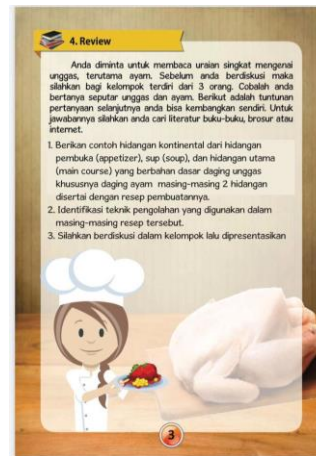 4. Review
Anda diminta untuk membaca uraian singkat mengenai
unggas, terutama ayam. Sebelum anda berdiskusi maka
silahkan bagi kelompok terdiri dari 3 orang. Cobalah anda
bertanya seputar unggas dan ayam. Berikut adalah tuntunan
pertanyaan selanjutnya anda bisa kembangkan sendiri. Untuk
jawabannya silahkan anda cari literatur buku-buku, brosur atau
internet.
1. Berikan contoh hidangan kontinental dari hidangan
pembuka (appetizer), sup (soup), dan hidangan utama
(main course) yang berbahan dasar daging unggas
khususnya daging ayam masing-masing 2 hidangan
disertai dengan resep pembuatannya.
2. Identifikasi teknik pengolahan yang digunakan dalam
masing-masing resep tersebut.
3. Silahkan berdiskusi dalam kelompok lalu dipresentasikan
3